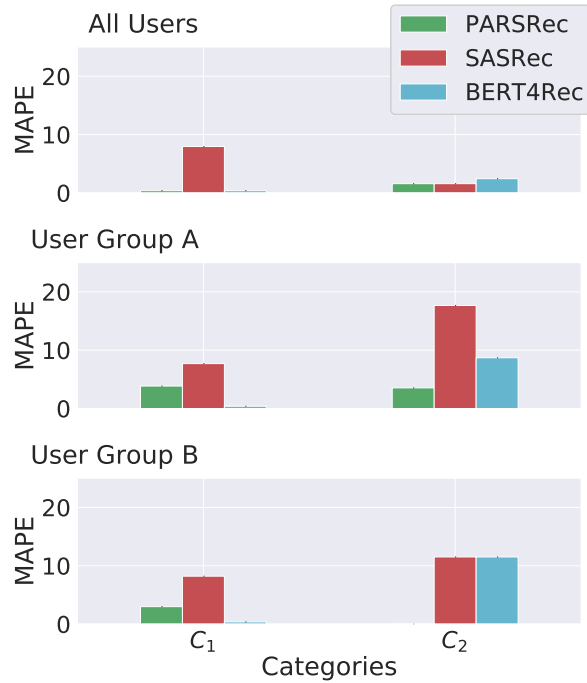 All Users
PARSRec
SASRec
BERT4Rec
MAPE
20
10
0
User Group A
MAPE
20
10
0
User Group B
MAPE
20
10
0
C₁ C₂
Categories